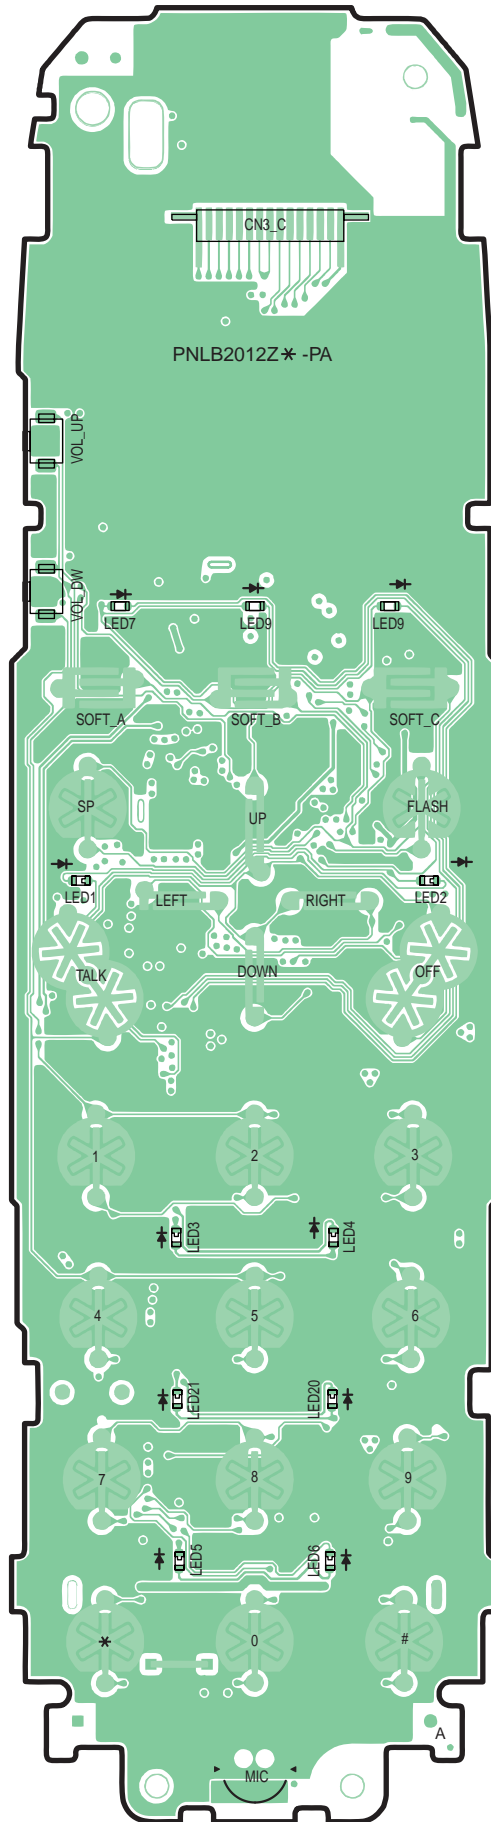 CN3_C
PNLB2012Z* -PA
VOL_UP
VOL_DW
LED7 LED9 LED9
SOFT_A SOFT_B SOFT_C
SP UP FLASH
LED1 LEFT RIGHT LED2
TALK DOWN OFF
1 2 3
LED3 LED4
4 5 6
LED21 LED20
7 8 9
LED5 LED6
* 0 #
A
MIC